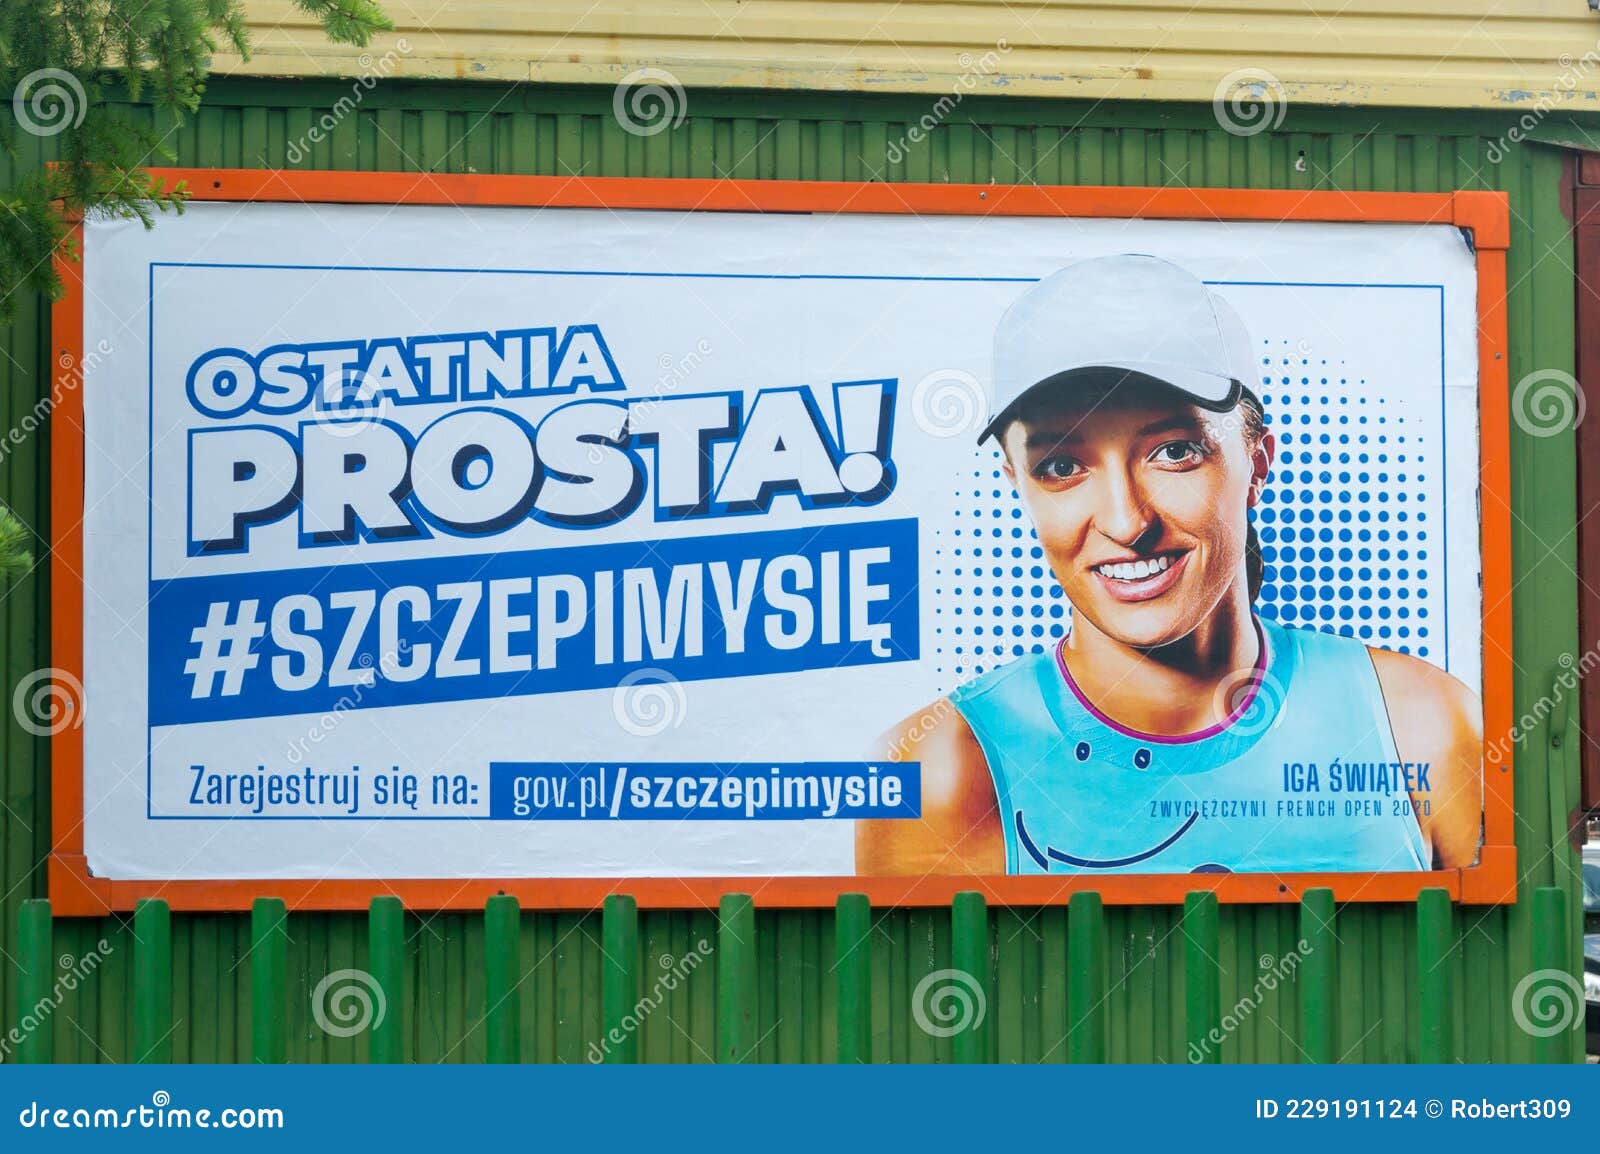 OSTATNIA
PROSTA!
#SZCZEPIMYSIĘ
Zarejestruj się na: gov.pl/szczepimysie
IGA ŚWIĄTEK
ZWYCIĘŻCZYNI FRENCH OPEN 2020
dreamstime.com
ID 229191124 © Robert309